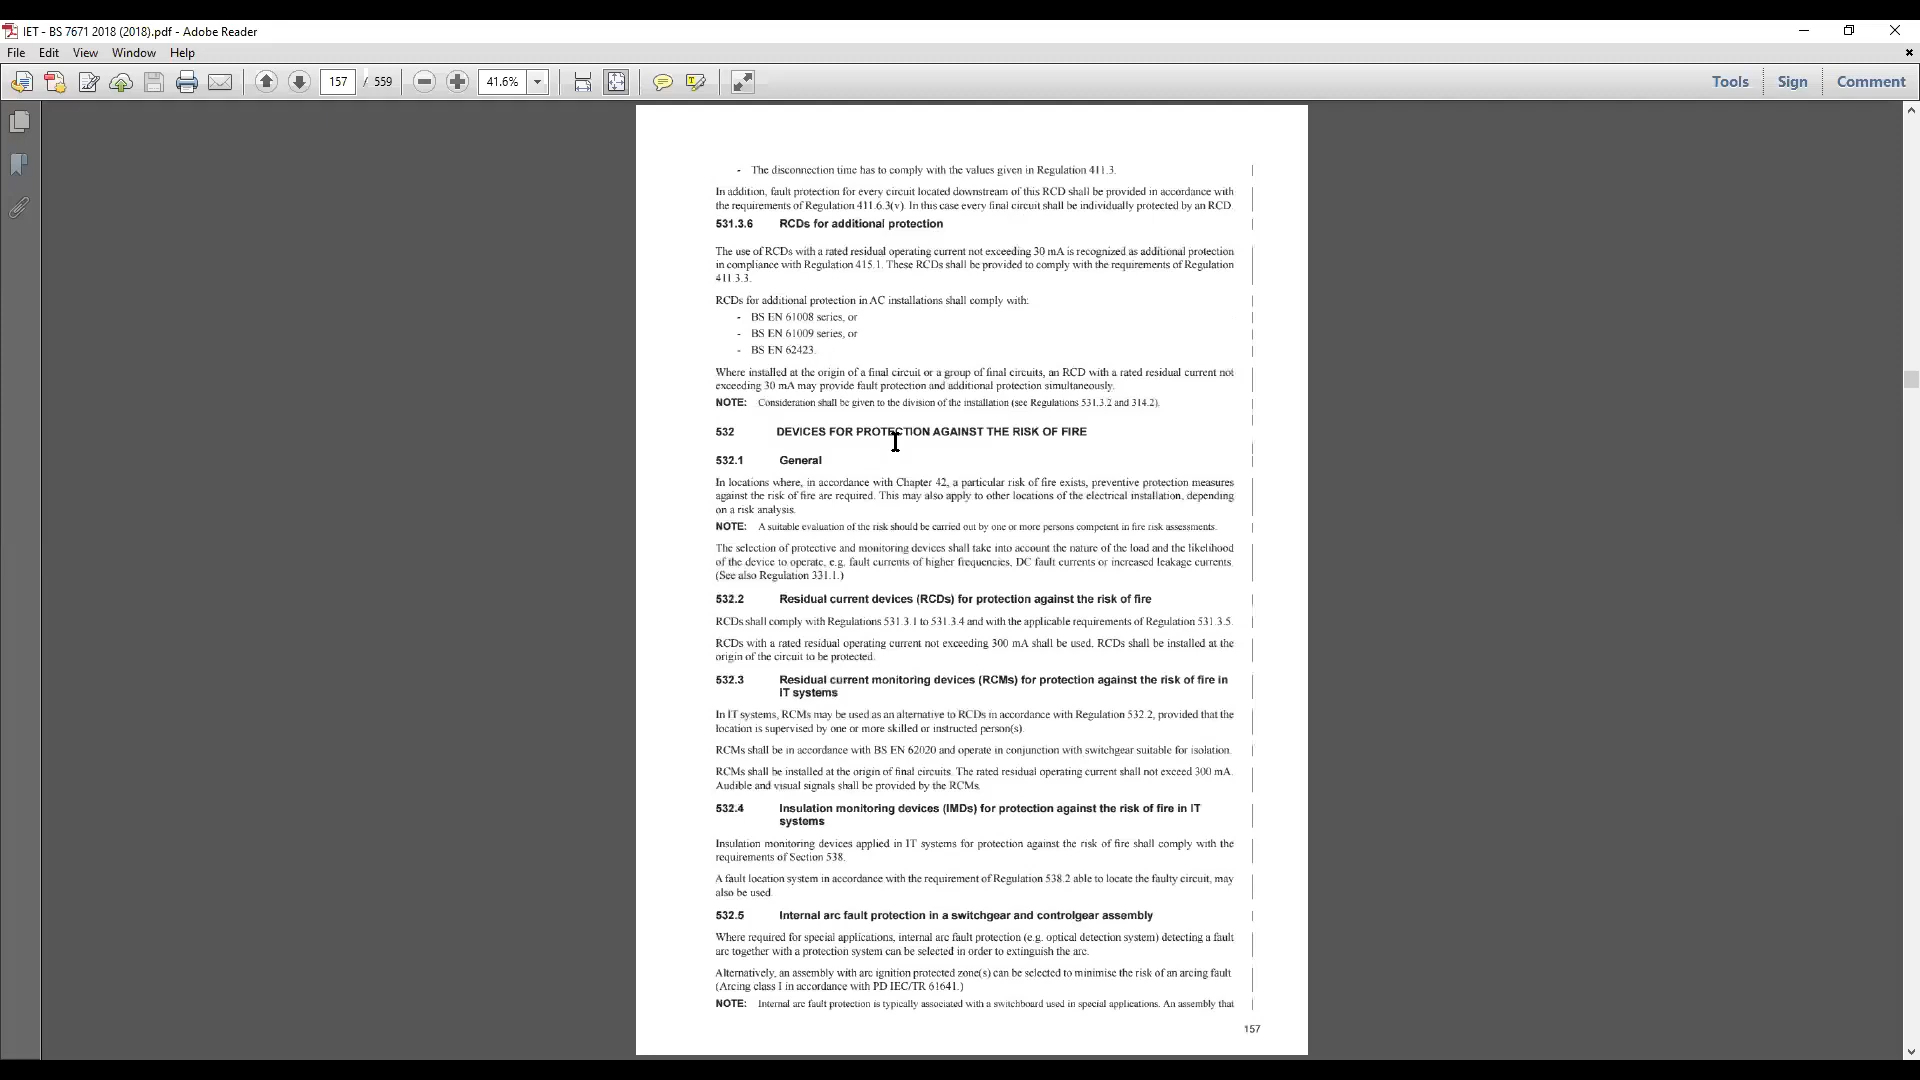 IET - BS 7671 2018 (2018).pdf - Adobe Reader
File Edit View Window Help
157 / 559 41.6% Tools Sign Comment
- The disconnection time has to comply with the values given in Regulation 411.3.
In addition, fault protection for every circuit located downstream of this RCD shall be provided in accordance with
the requirements of Regulation 411.6.3(v). In this case every final circuit shall be individually protected by an RCD.
531.3.6 RCDs for additional protection
The use of RCDs with a rated residual operating current not exceeding 30 mA is recognized as additional protection
in compliance with Regulation 415.1. These RCDs shall be provided to comply with the requirements of Regulation
411.3.3.
RCDs for additional protection in AC installations shall comply with:
- BS EN 61008 series, or
- BS EN 61009 series, or
- BS EN 62423.
Where installed at the origin of a final circuit or a group of final circuits, an RCD with a rated residual current not
exceeding 30 mA may provide fault protection and additional protection simultaneously.
NOTE: Consideration shall be given to the division of the installation (see Regulations 531.3.2 and 314.2).
532 DEVICES FOR PROTECTION AGAINST THE RISK OF FIRE
532.1 General
In locations where, in accordance with Chapter 42, a particular risk of fire exists, preventive protection measures
against the risk of fire are required. This may also apply to other locations of the electrical installation, depending
on a risk analysis.
NOTE: A suitable evaluation of the risk should be carried out by one or more persons competent in fire risk assessments.
The selection of protective and monitoring devices shall take into account the nature of the load and the likelihood
of the device to operate, e.g. fault currents of higher frequencies, DC fault currents or increased leakage currents.
(See also Regulation 331.1.)
532.2 Residual current devices (RCDs) for protection against the risk of fire
RCDs shall comply with Regulations 531.3.1 to 531.3.4 and with the applicable requirements of Regulation 531.3.5.
RCDs with a rated residual operating current not exceeding 300 mA shall be used. RCDs shall be installed at the
origin of the circuit to be protected.
532.3 Residual current monitoring devices (RCMs) for protection against the risk of fire in
IT systems
In IT systems, RCMs may be used as an alternative to RCDs in accordance with Regulation 532.2, provided that the
location is supervised by one or more skilled or instructed person(s).
RCMs shall be in accordance with BS EN 62020 and operate in conjunction with switchgear suitable for isolation.
RCMs shall be installed at the origin of final circuits. The rated residual operating current shall not exceed 300 mA.
Audible and visual signals shall be provided by the RCMs.
532.4 Insulation monitoring devices (IMDs) for protection against the risk of fire in IT
systems
Insulation monitoring devices applied in IT systems for protection against the risk of fire shall comply with the
requirements of Section 538.
A fault location system in accordance with the requirement of Regulation 538.2 able to locate the faulty circuit, may
also be used.
532.5 Internal arc fault protection in a switchgear and controlgear assembly
Where required for special applications, internal arc fault protection (e.g. optical detection system) detecting a fault
arc together with a protection system can be selected in order to extinguish the arc.
Alternatively, an assembly with arc ignition protected zone(s) can be selected to minimise the risk of an arcing fault
(Arcing class I in accordance with PD IEC/TR 61641.)
NOTE: Internal arc fault protection is typically associated with a switchboard used in special applications. An assembly that
157